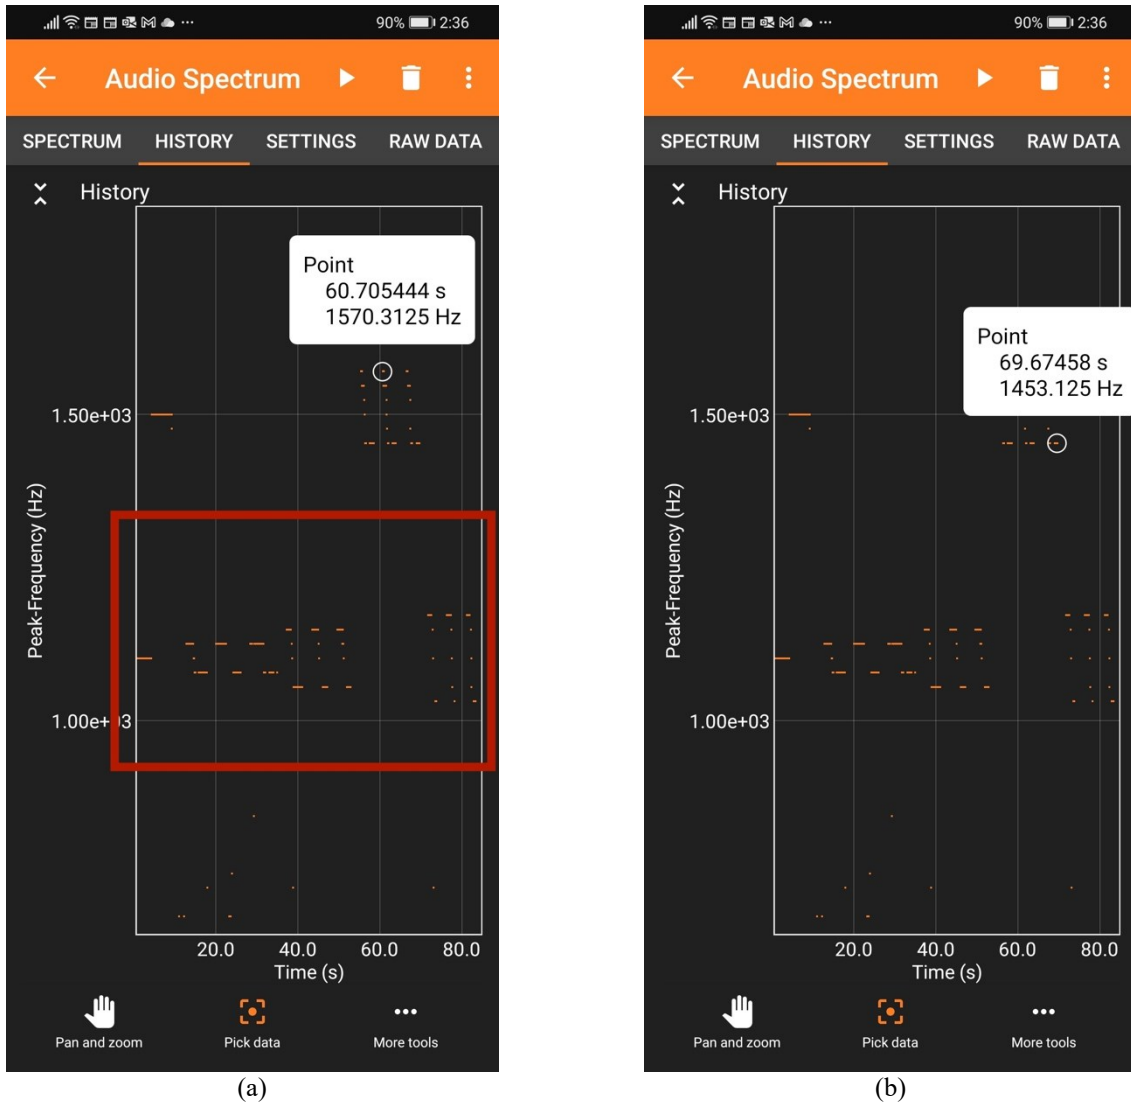 90% 2:36
Audio Spectrum
SPECTRUM HISTORY SETTINGS RAW DATA
History
Point
60.705444 s
1570.3125 Hz
1.50e+03
Peak-Frequency (Hz)
1.00e+03
20.0 40.0 60.0 80.0
Time (s)
Pan and zoom Pick data More tools
(a)
90% 2:36
Audio Spectrum
SPECTRUM HISTORY SETTINGS RAW DATA
History
Point
69.67458 s
1453.125 Hz
1.50e+03
Peak-Frequency (Hz)
1.00e+03
20.0 40.0 60.0 80.0
Time (s)
Pan and zoom Pick data More tools
(b)